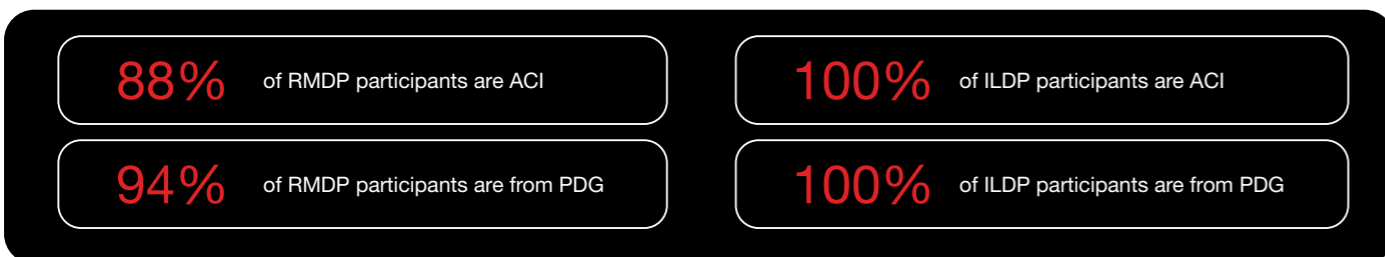 88% of RMDP participants are ACI
100% of ILDP participants are ACI
94% of RMDP participants are from PDG
100% of ILDP participants are from PDG